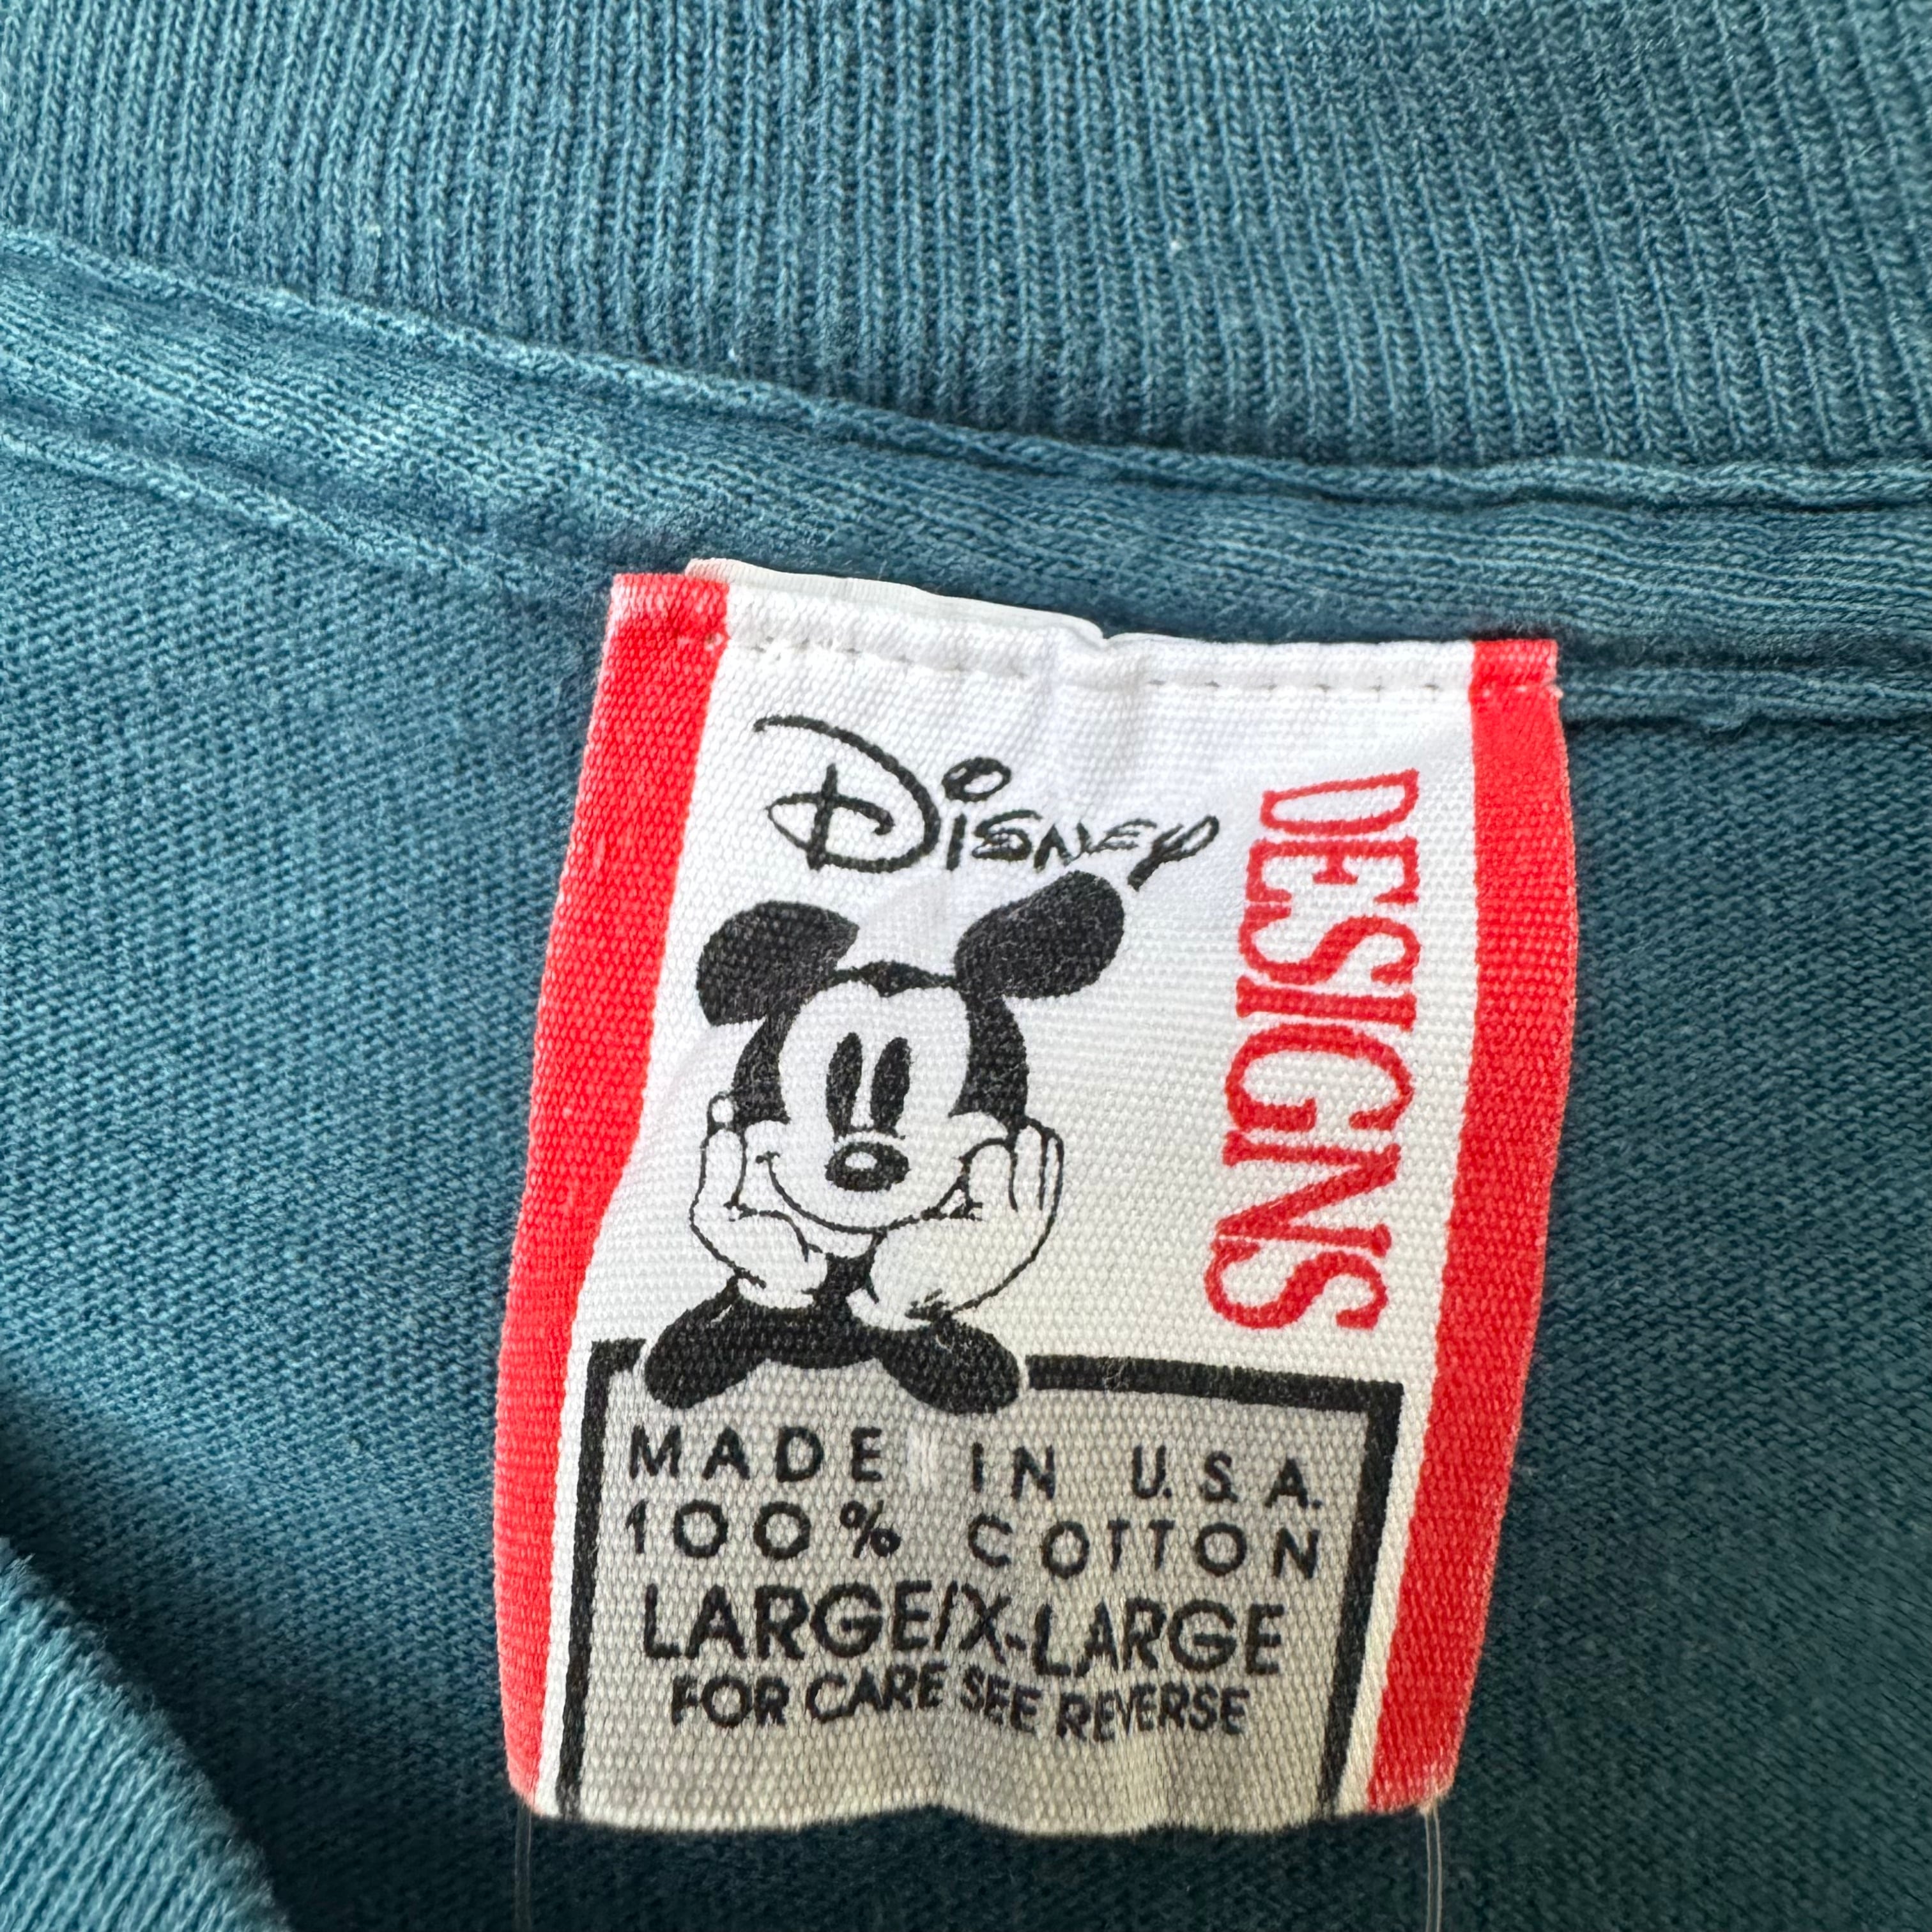 Disney
DESIGNS
MADE IN U.S.A.
100% COTTON
LARGE/X-LARGE
FOR CARE SEE REVERSE